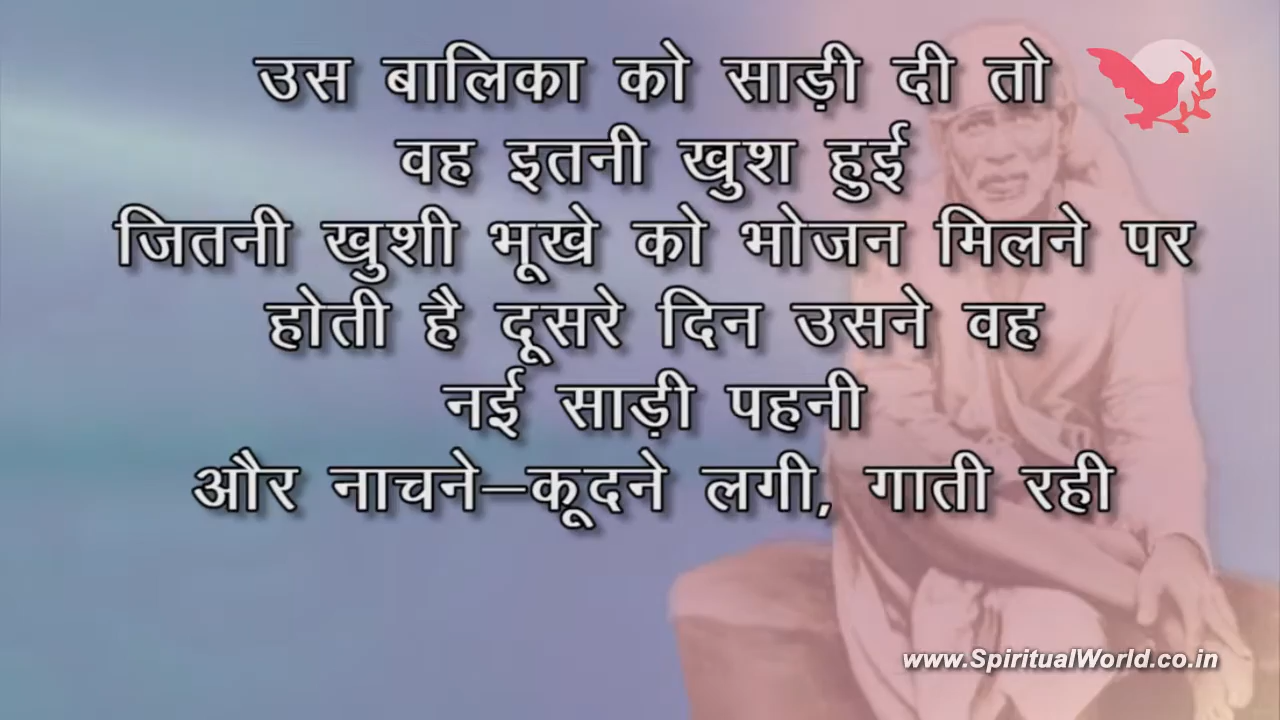 उस बालिका को साड़ी दी तो
वह इतनी खुश हुई
जितनी खुशी भूखे को भोजन मिलने पर
होती है दूसरे दिन उसने वह
नई साड़ी पहनी
और नाचने–कूदने लगी, गाती रही
www.SpiritualWorld.co.in